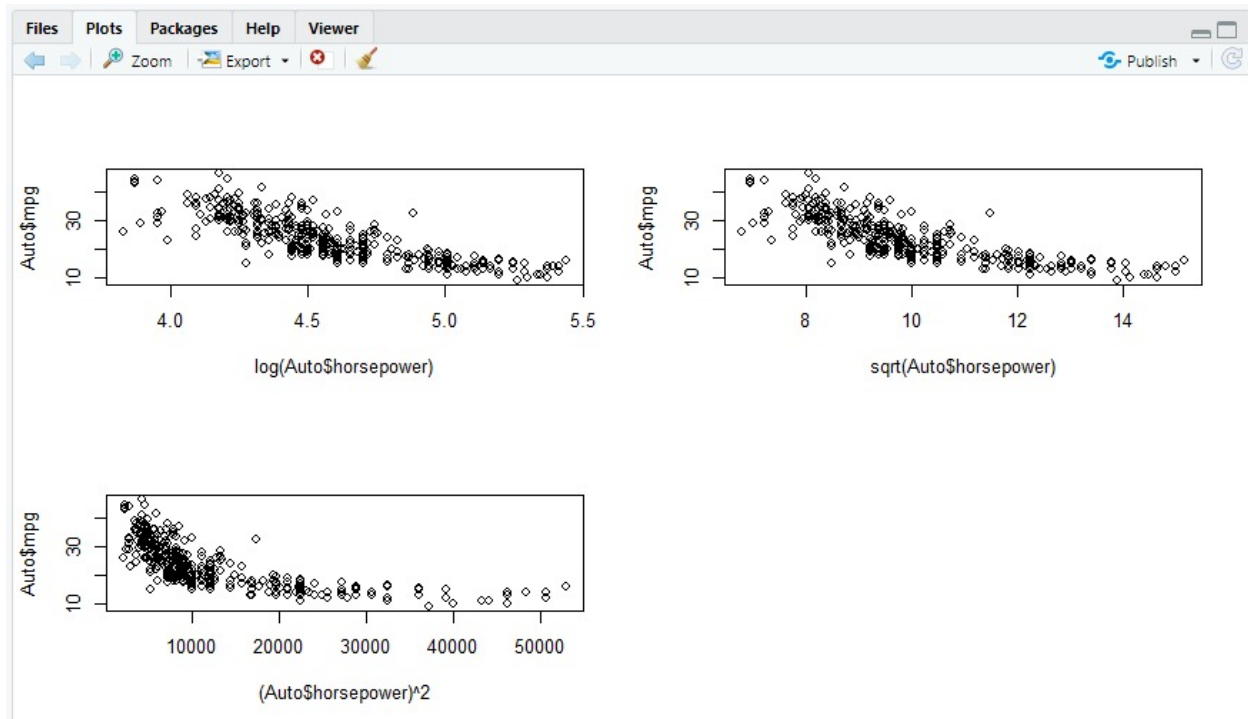 Files Plots Packages Help Viewer
Zoom Export Publish
Auto$mpg
10 30
4.0 4.5 5.0 5.5
log(Auto$horsepower)
Auto$mpg
10 30
8 10 12 14
sqrt(Auto$horsepower)
Auto$mpg
10 30
10000 20000 30000 40000 50000
(Auto$horsepower)^2